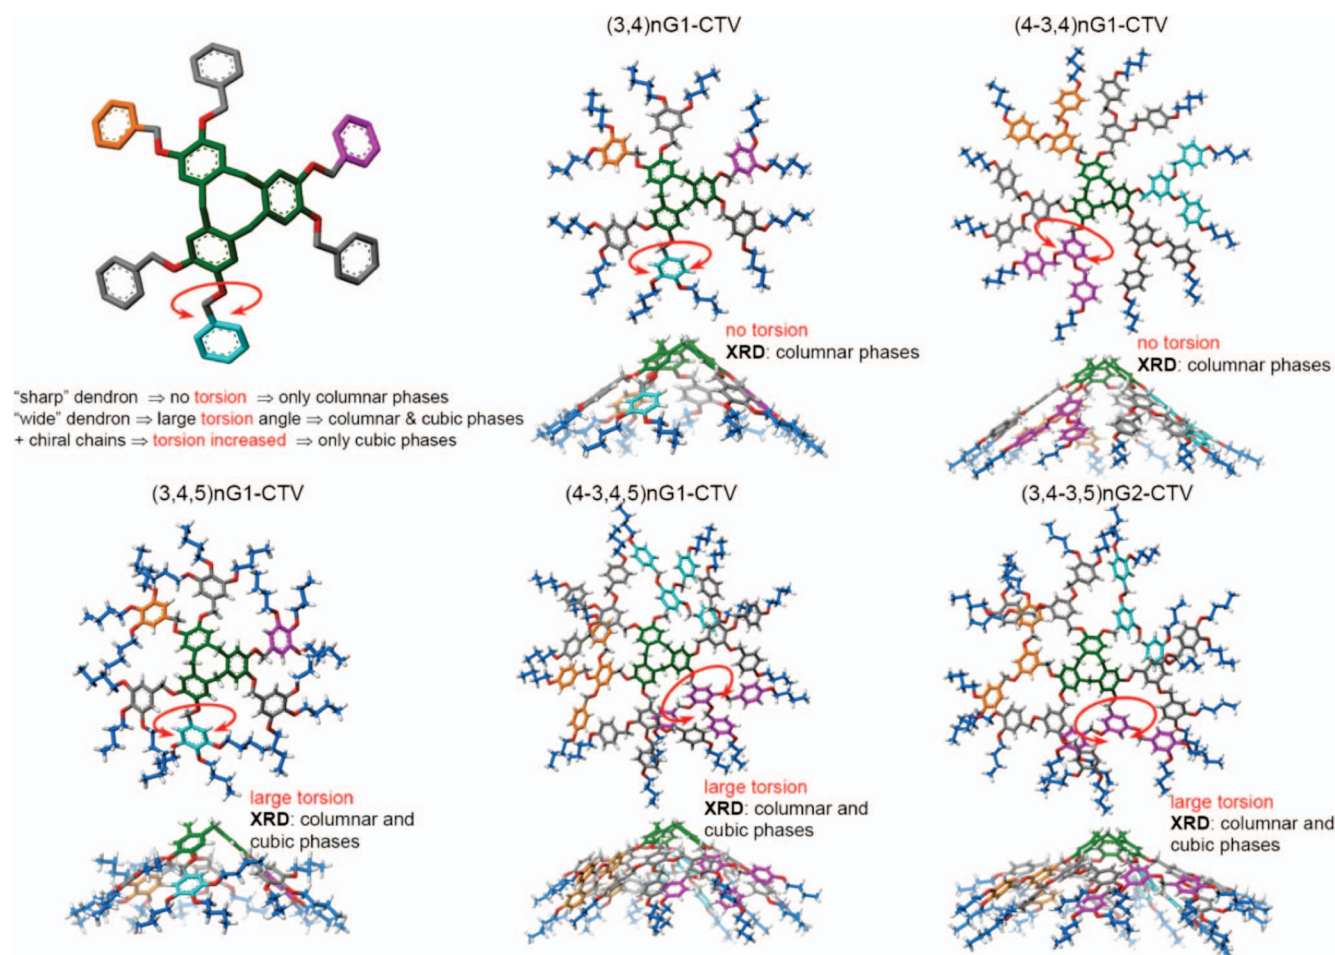 (3,4)nG1-CTV
(4-3,4)nG1-CTV
no torsion
XRD: columnar phases
no torsion
XRD: columnar phases
“sharp” dendron ⇒ no torsion ⇒ only columnar phases
“wide” dendron ⇒ large torsion angle ⇒ columnar & cubic phases
+ chiral chains ⇒ torsion increased ⇒ only cubic phases
(3,4,5)nG1-CTV
(4-3,4,5)nG1-CTV
(3,4-3,5)nG2-CTV
large torsion
XRD: columnar and
cubic phases
large torsion
XRD: columnar and
cubic phases
large torsion
XRD: columnar and
cubic phases